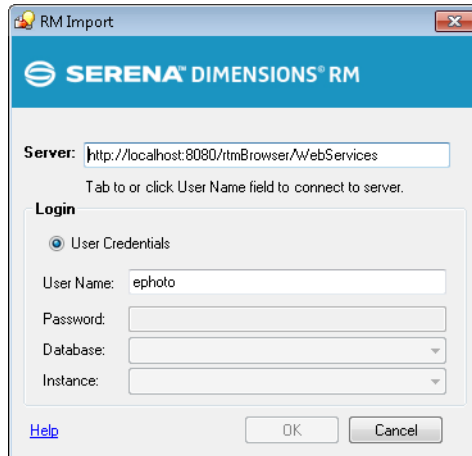 RM Import
SERENA™ DIMENSIONS® RM
Server: http://localhost:8080/rtmBrowser/WebServices
Tab to or click User Name field to connect to server.
Login
User Credentials
User Name: ephoto
Password:
Database:
Instance:
Help OK Cancel